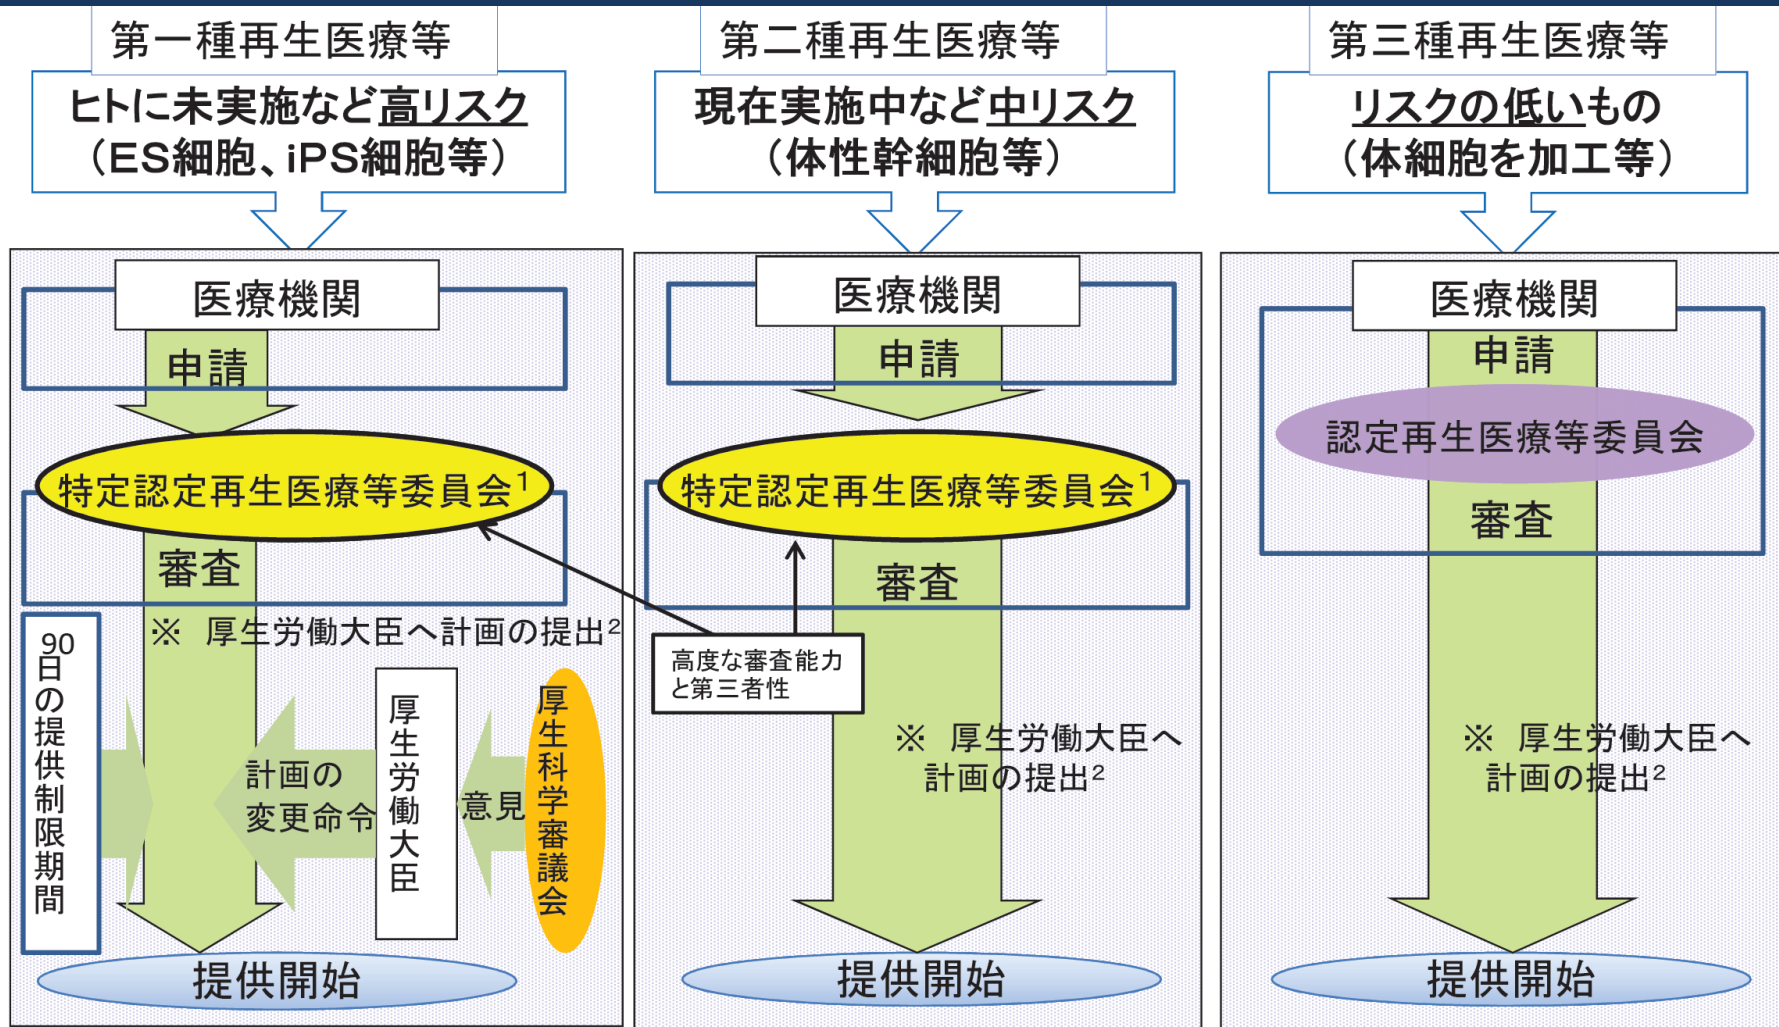 第一種再生医療等
ヒトに未実施など高リスク
（ES細胞、iPS細胞等）
医療機関
申請
特定認定再生医療等委員会¹
審査
※ 厚生労働大臣へ計画の提出²
90
日の提供制限期間
計画の
変更命令
厚生労働大臣
意見
厚生科学審議会
提供開始
第二種再生医療等
現在実施中など中リスク
（体性幹細胞等）
医療機関
申請
特定認定再生医療等委員会¹
審査
高度な審査能力
と第三者性
※ 厚生労働大臣へ
計画の提出²
提供開始
第三種再生医療等
リスクの低いもの
（体細胞を加工等）
医療機関
申請
認定再生医療等委員会
審査
※ 厚生労働大臣へ
計画の提出²
提供開始